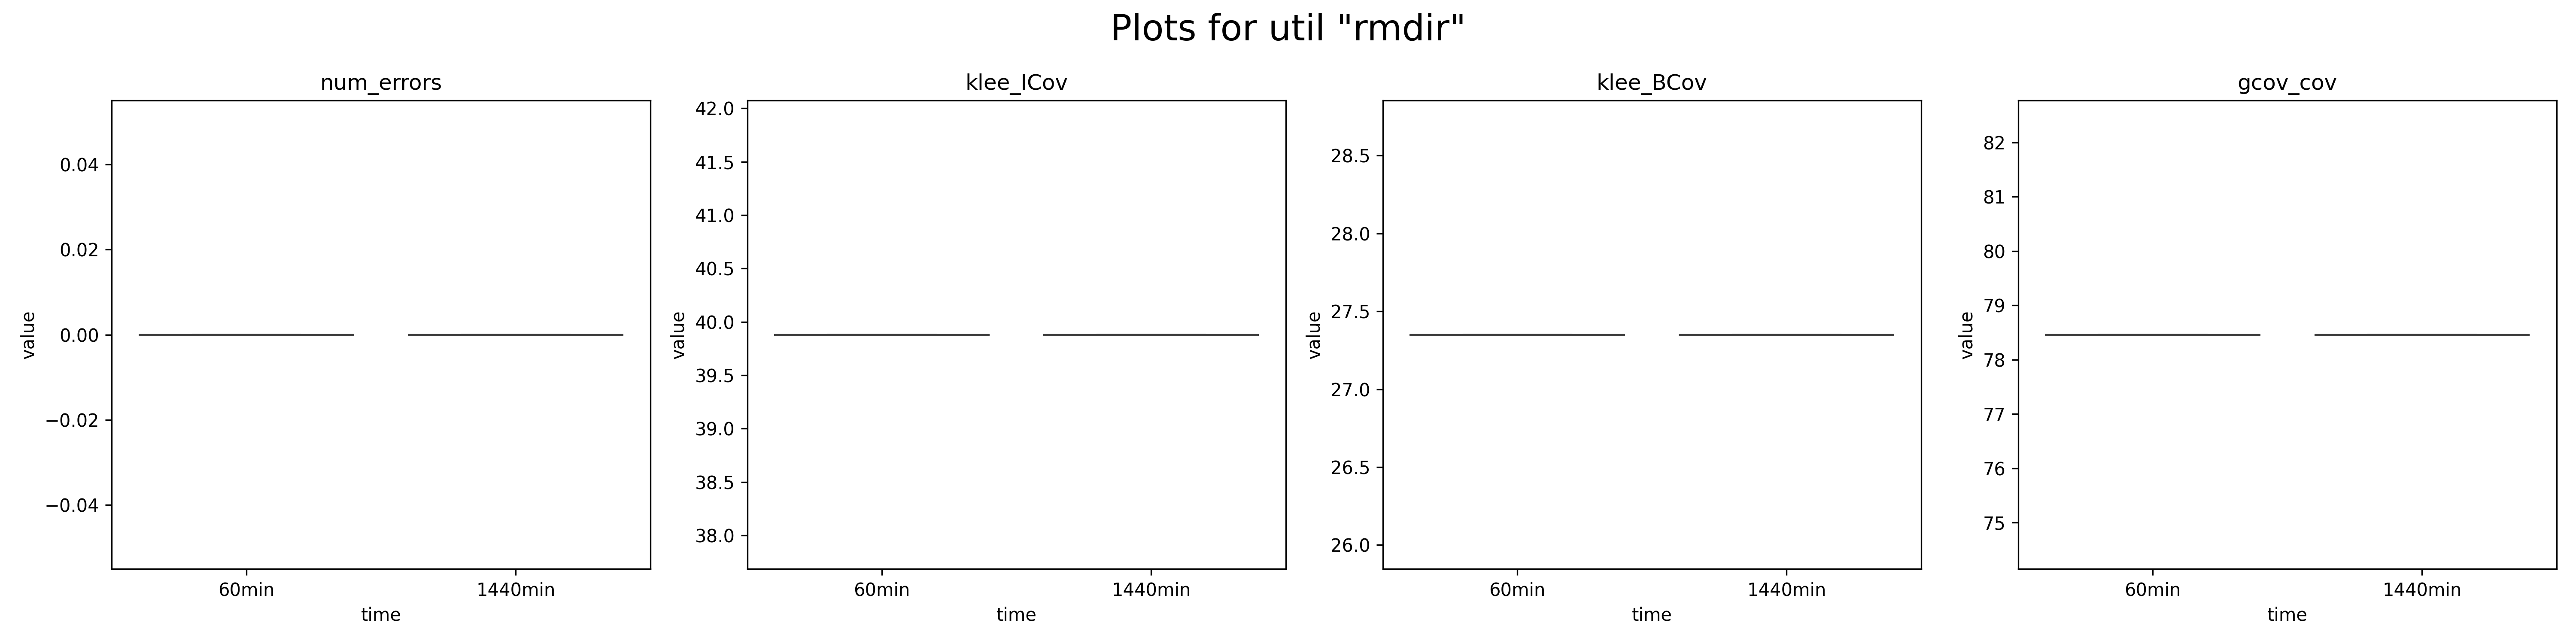 Plots for util "rmdir"
num_errors
klee_ICov
klee_BCov
gcov_cov
value
0.04
0.02
0.00
−0.02
−0.04
60min
1440min
time
value
42.0
41.5
41.0
40.5
40.0
39.5
39.0
38.5
38.0
60min
1440min
time
value
28.5
28.0
27.5
27.0
26.5
26.0
60min
1440min
time
value
82
81
80
79
78
77
76
75
60min
1440min
time